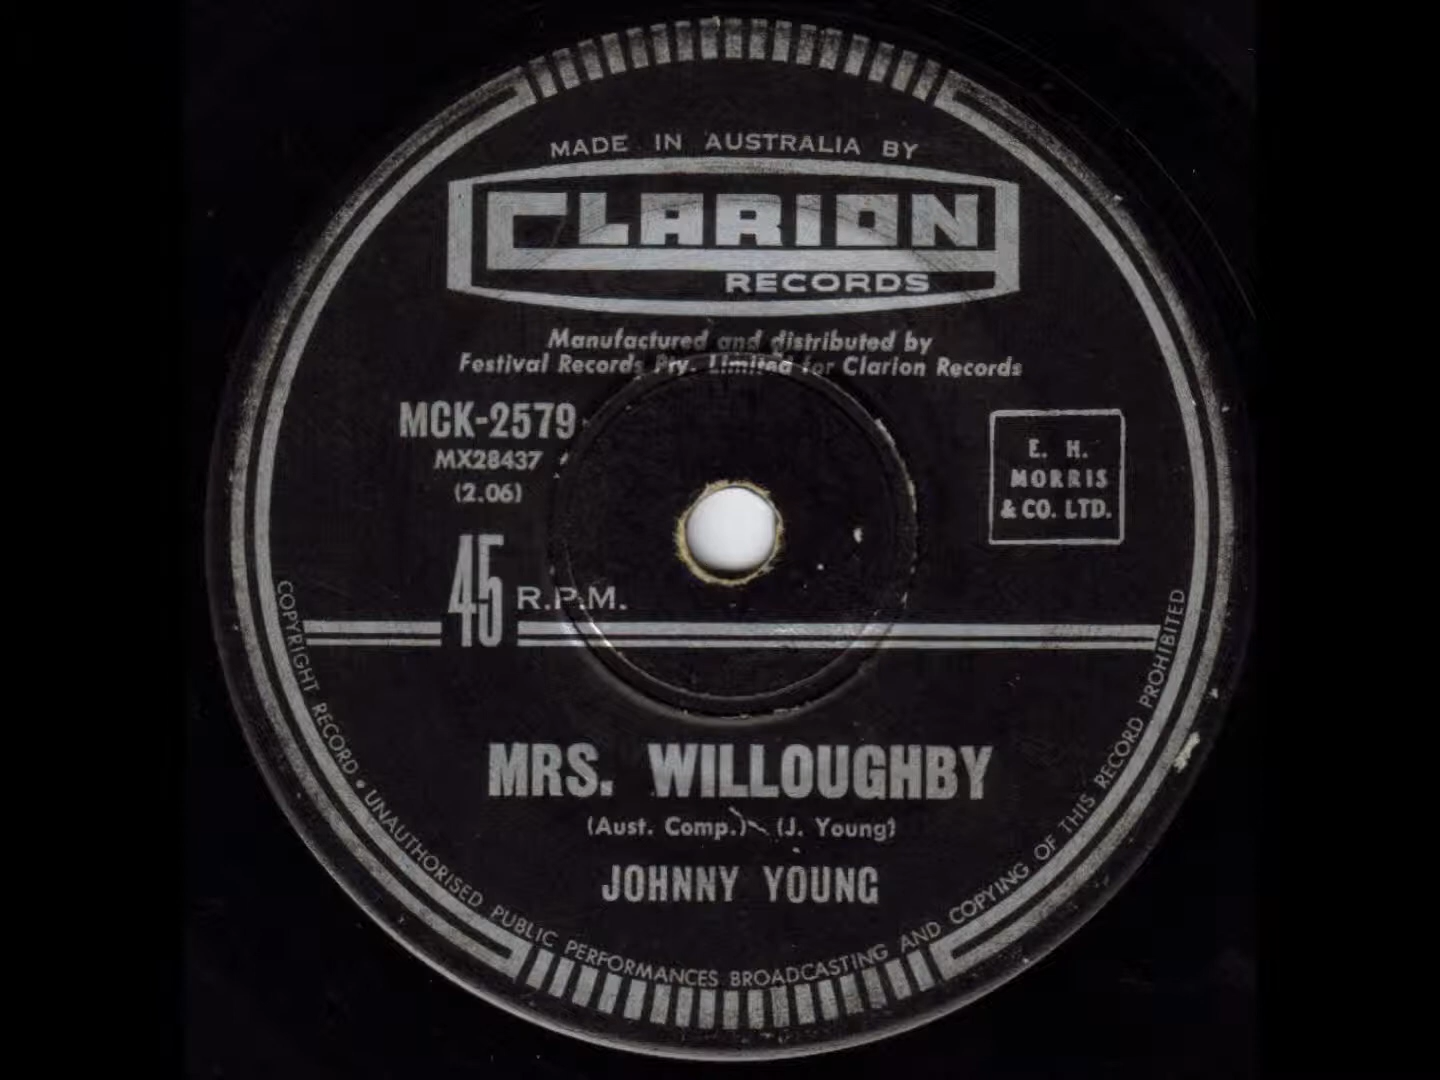 MADE IN AUSTRALIA BY
CLARION
RECORDS
Manufactured and distributed by
Festival Records Pty. Limited for Clarion Records
MCK-2579
MX28437
(2.06)
E. H.
MORRIS
& CO. LTD.
45 R.P.M.
MRS. WILLOUGHBY
(Aust. Comp.) (J. Young)
JOHNNY YOUNG
COPYRIGHT RECORD • UNAUTHORISED PUBLIC PERFORMANCES BROADCASTING AND COPYING OF THIS RECORD PROHIBITED